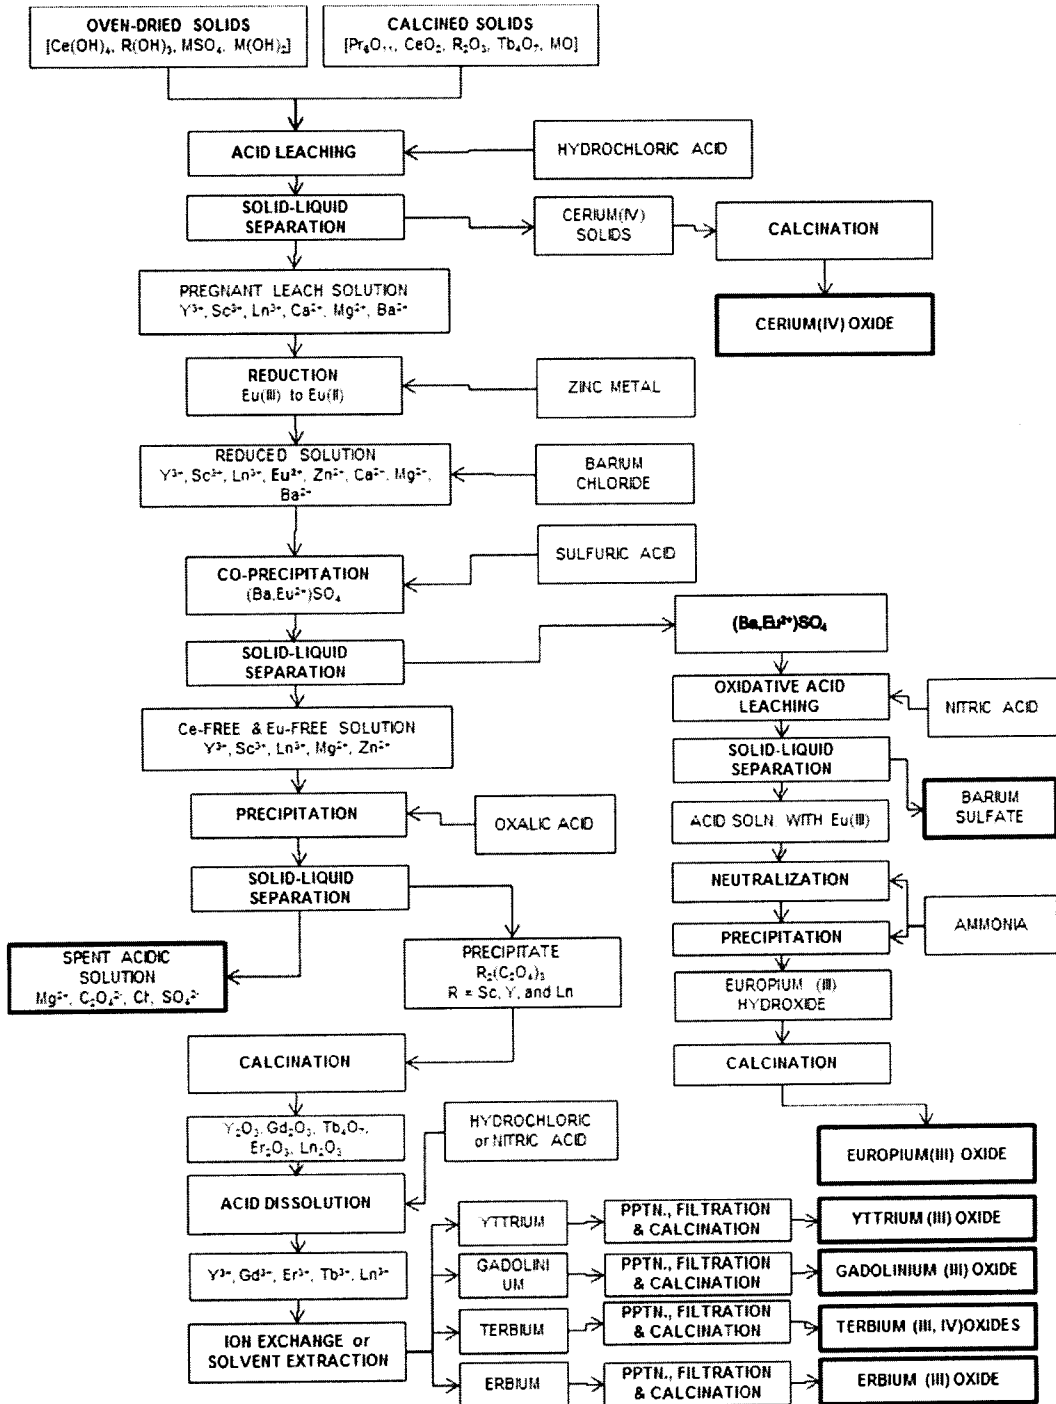 OVEN-DRIED SOLIDS
[Ce(OH)₄, R(OH)₃, MSO₄, M(OH)₂]
CALCINED SOLIDS
[Pr₆O₁₁, CeO₂, R₂O₃, Tb₄O₇, MO]
ACID LEACHING
HYDROCHLORIC ACID
SOLID-LIQUID
SEPARATION
CERIUM(IV)
SOLIDS
CALCINATION
PREGNANT LEACH SOLUTION
Y³⁺, Sc³⁺, Ln³⁺, Ca²⁺, Mg²⁺, Ba²⁺
CERIUM(IV) OXIDE
REDUCTION
Eu(III) to Eu(II)
ZINC METAL
REDUCED SOLUTION
Y³⁺, Sc³⁺, Ln³⁺, Eu²⁺, Zn²⁺, Ca²⁺, Mg²⁺,
Ba²⁺
BARIUM
CHLORIDE
CO-PRECIPITATION
(Ba,Eu²⁺)SO₄
SULFURIC ACID
SOLID-LIQUID
SEPARATION
(Ba,Eu²⁺)SO₄
OXIDATIVE ACID
LEACHING
NITRIC ACID
Ce-FREE & Eu-FREE SOLUTION
Y³⁺, Sc³⁺, Ln³⁺, Mg²⁺, Zn²⁺
SOLID-LIQUID
SEPARATION
BARIUM
SULFATE
PRECIPITATION
OXALIC ACID
ACID SOLN. WITH Eu(III)
SOLID-LIQUID
SEPARATION
NEUTRALIZATION
AMMONIA
PRECIPITATION
SPENT ACIDIC
SOLUTION
Mg²⁺, C₂O₄²⁻, Cl⁻, SO₄²⁻
PRECIPITATE
R₂(C₂O₄)₃
R = Sc, Y, and Ln
EUROPIUM (III)
HYDROXIDE
CALCINATION
CALCINATION
Y₂O₃, Gd₂O₃, Tb₄O₇,
Er₂O₃, Ln₂O₃
HYDROCHLORIC
or NITRIC ACID
EUROPIUM(III) OXIDE
ACID DISSOLUTION
YTTRIUM
PPTN., FILTRATION
& CALCINATION
YTTRIUM (III) OXIDE
Y³⁺, Gd³⁺, Er³⁺, Tb³⁺, Ln³⁺
GADOLINI
UM
PPTN., FILTRATION
& CALCINATION
GADOLINIUM (III) OXIDE
ION EXCHANGE or
SOLVENT EXTRACTION
TERBIUM
PPTN., FILTRATION
& CALCINATION
TERBIUM (III, IV)OXIDES
ERBIUM
PPTN., FILTRATION
& CALCINATION
ERBIUM (III) OXIDE